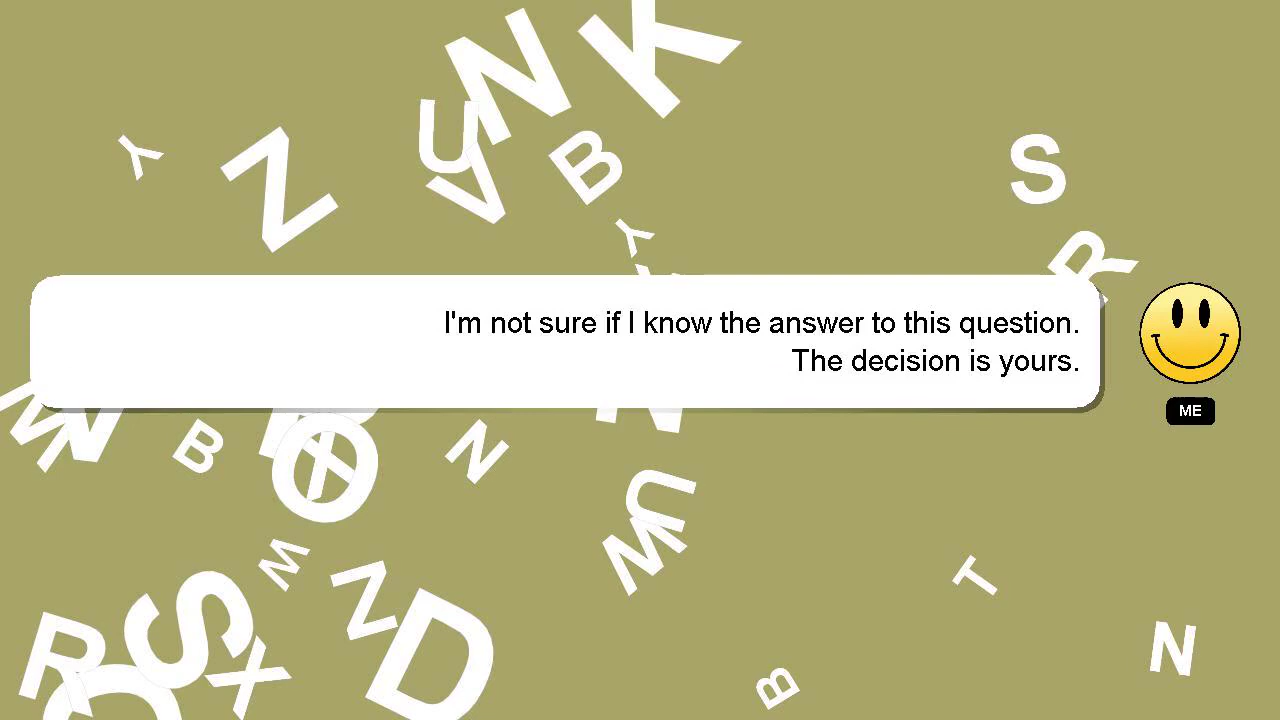 Y
Z
U
N
V
K
B
S
Y
R
I'm not sure if I know the answer to this question.
The decision is yours.
ME
B
X
O
N
U
W
W
N
T
N
R
S
X
D
B